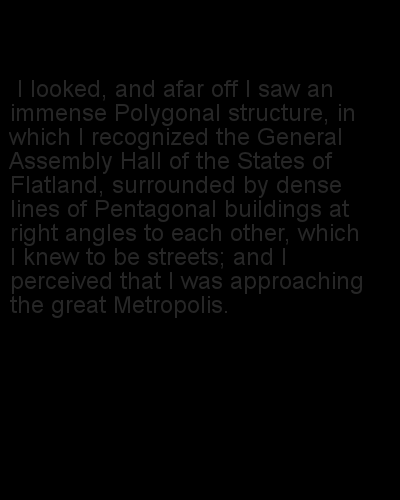 I looked, and afar off I saw an
immense Polygonal structure, in
which I recognized the General
Assembly Hall of the States of
Flatland, surrounded by dense
lines of Pentagonal buildings at
right angles to each other, which
I knew to be streets; and I
perceived that I was approaching
the great Metropolis.